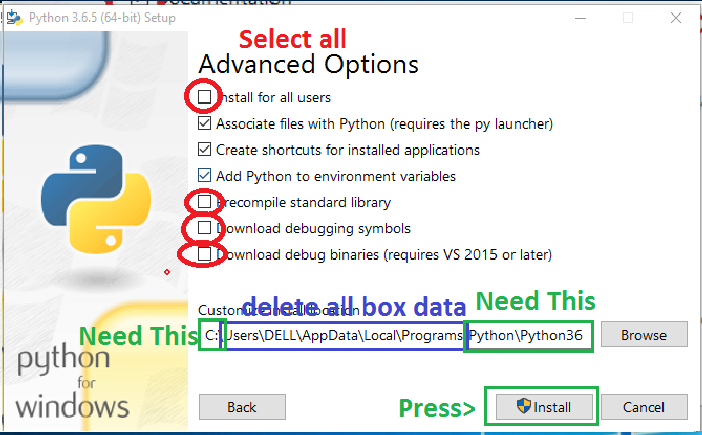 Documentation
Python 3.6.5 (64-bit) Setup
Select all
Advanced Options
Install for all users
Associate files with Python (requires the py launcher)
Create shortcuts for installed applications
Add Python to environment variables
Precompile standard library
Download debugging symbols
Download debug binaries (requires VS 2015 or later)
Customize install location
delete all box data
Need This
Need This
C:\Users\DELL\AppData\Local\Programs\Python\Python36
Browse
python
for
windows
Back
Press>
Install
Cancel